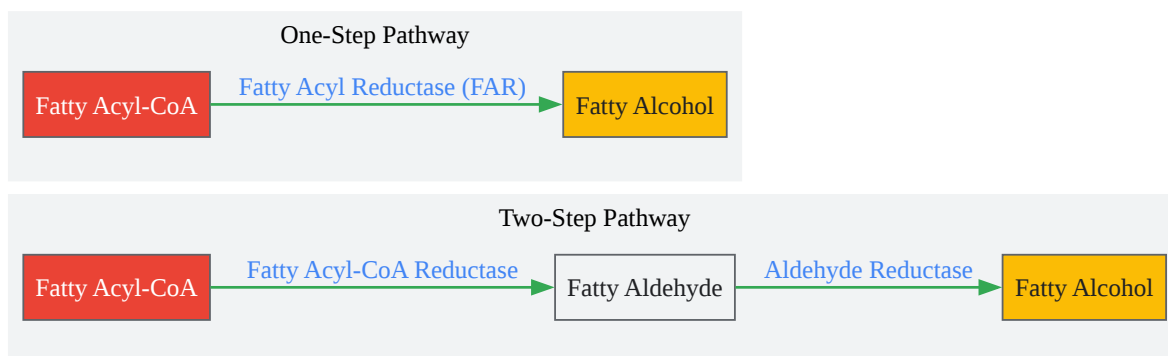 One-Step Pathway
Fatty Acyl-CoA
Fatty Acyl Reductase (FAR)
Fatty Alcohol
Two-Step Pathway
Fatty Acyl-CoA
Fatty Acyl-CoA Reductase
Fatty Aldehyde
Aldehyde Reductase
Fatty Alcohol